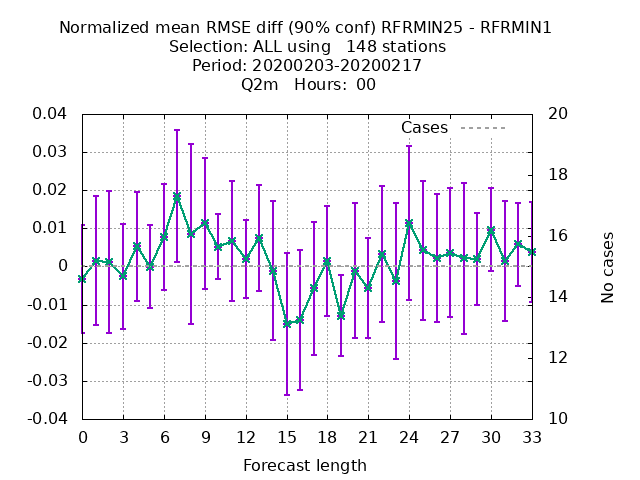 Normalized mean RMSE diff (90% conf) RFRMIN25 - RFRMIN1
Selection: ALL using   148 stations
Period: 20200203-20200217
Q2m   Hours:  00
Cases
0.04
0.03
0.02
0.01
0
-0.01
-0.02
-0.03
-0.04
20
18
16
14
12
10
No cases
0 3 6 9 12 15 18 21 24 27 30 33
Forecast length